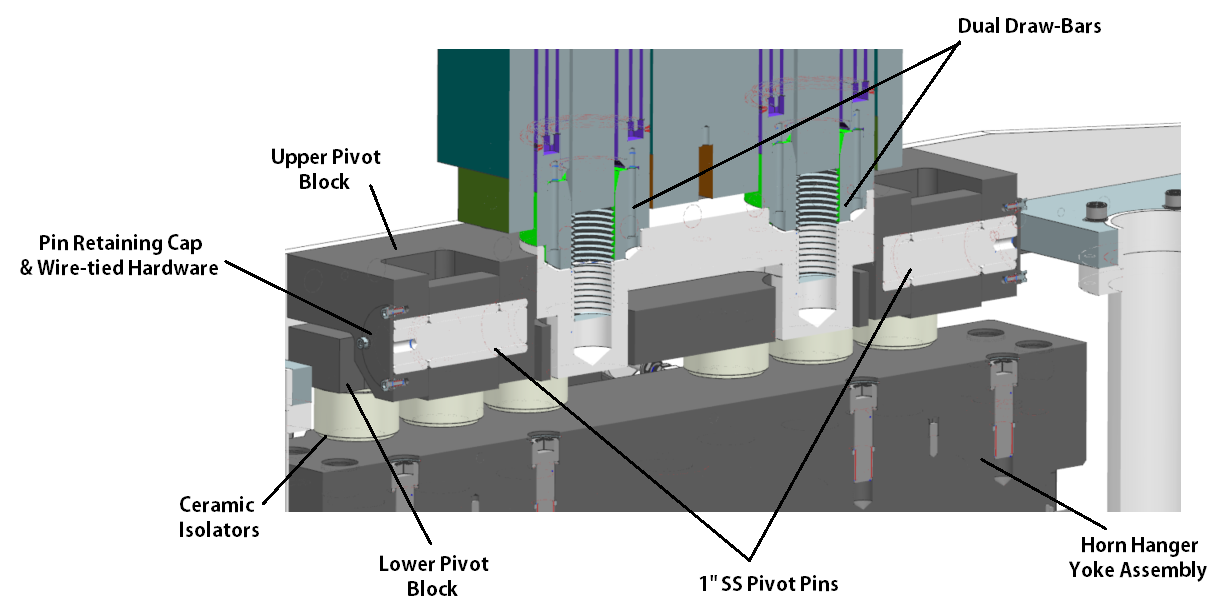 Dual Draw-Bars
Upper Pivot
Block
Pin Retaining Cap
& Wire-tied Hardware
Ceramic
Isolators
Lower Pivot
Block
1" SS Pivot Pins
Horn Hanger
Yoke Assembly